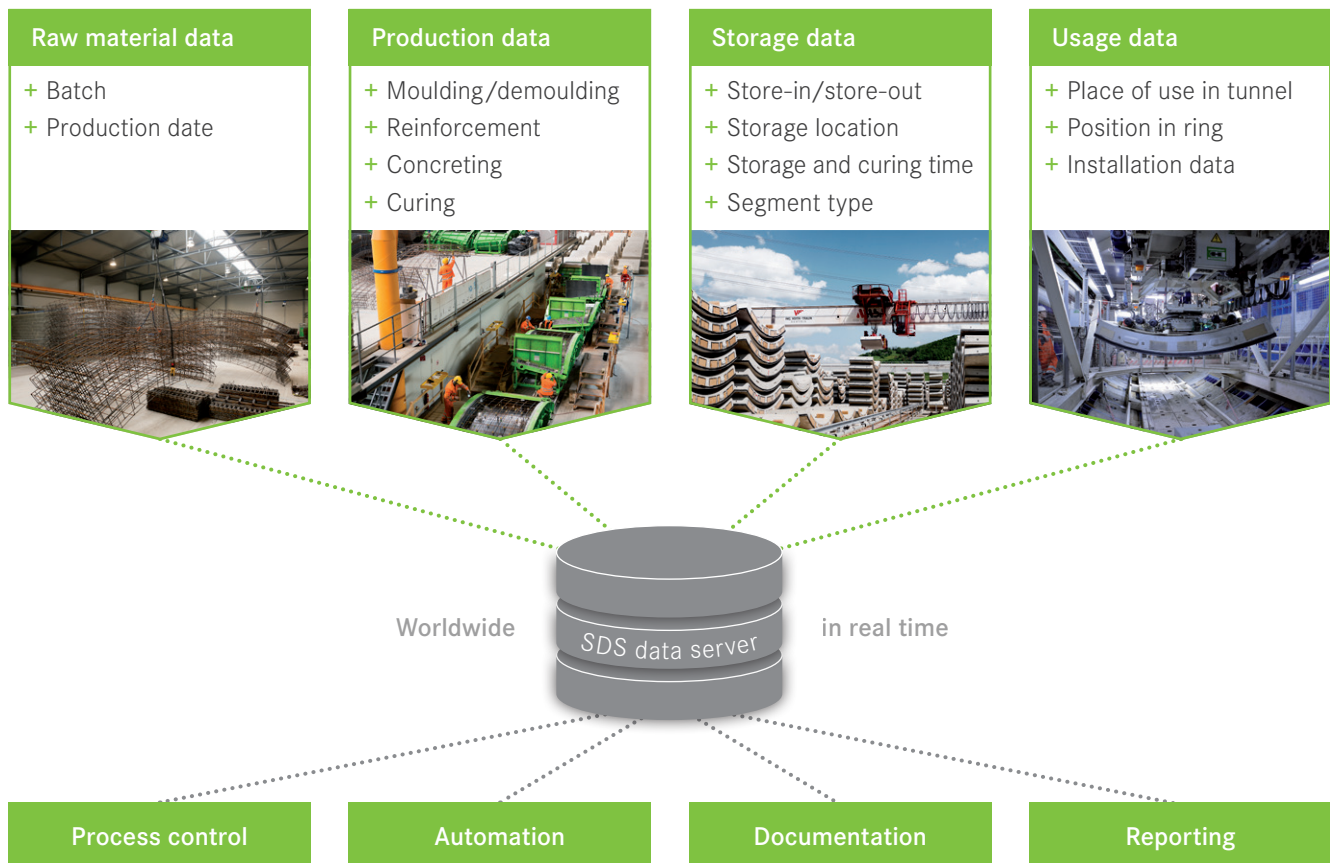 Raw material data
+ Batch
+ Production date
Production data
+ Moulding/demoulding
+ Reinforcement
+ Concreting
+ Curing
Storage data
+ Store-in/store-out
+ Storage location
+ Storage and curing time
+ Segment type
Usage data
+ Place of use in tunnel
+ Position in ring
+ Installation data
Worldwide
SDS data server
in real time
Process control
Automation
Documentation
Reporting